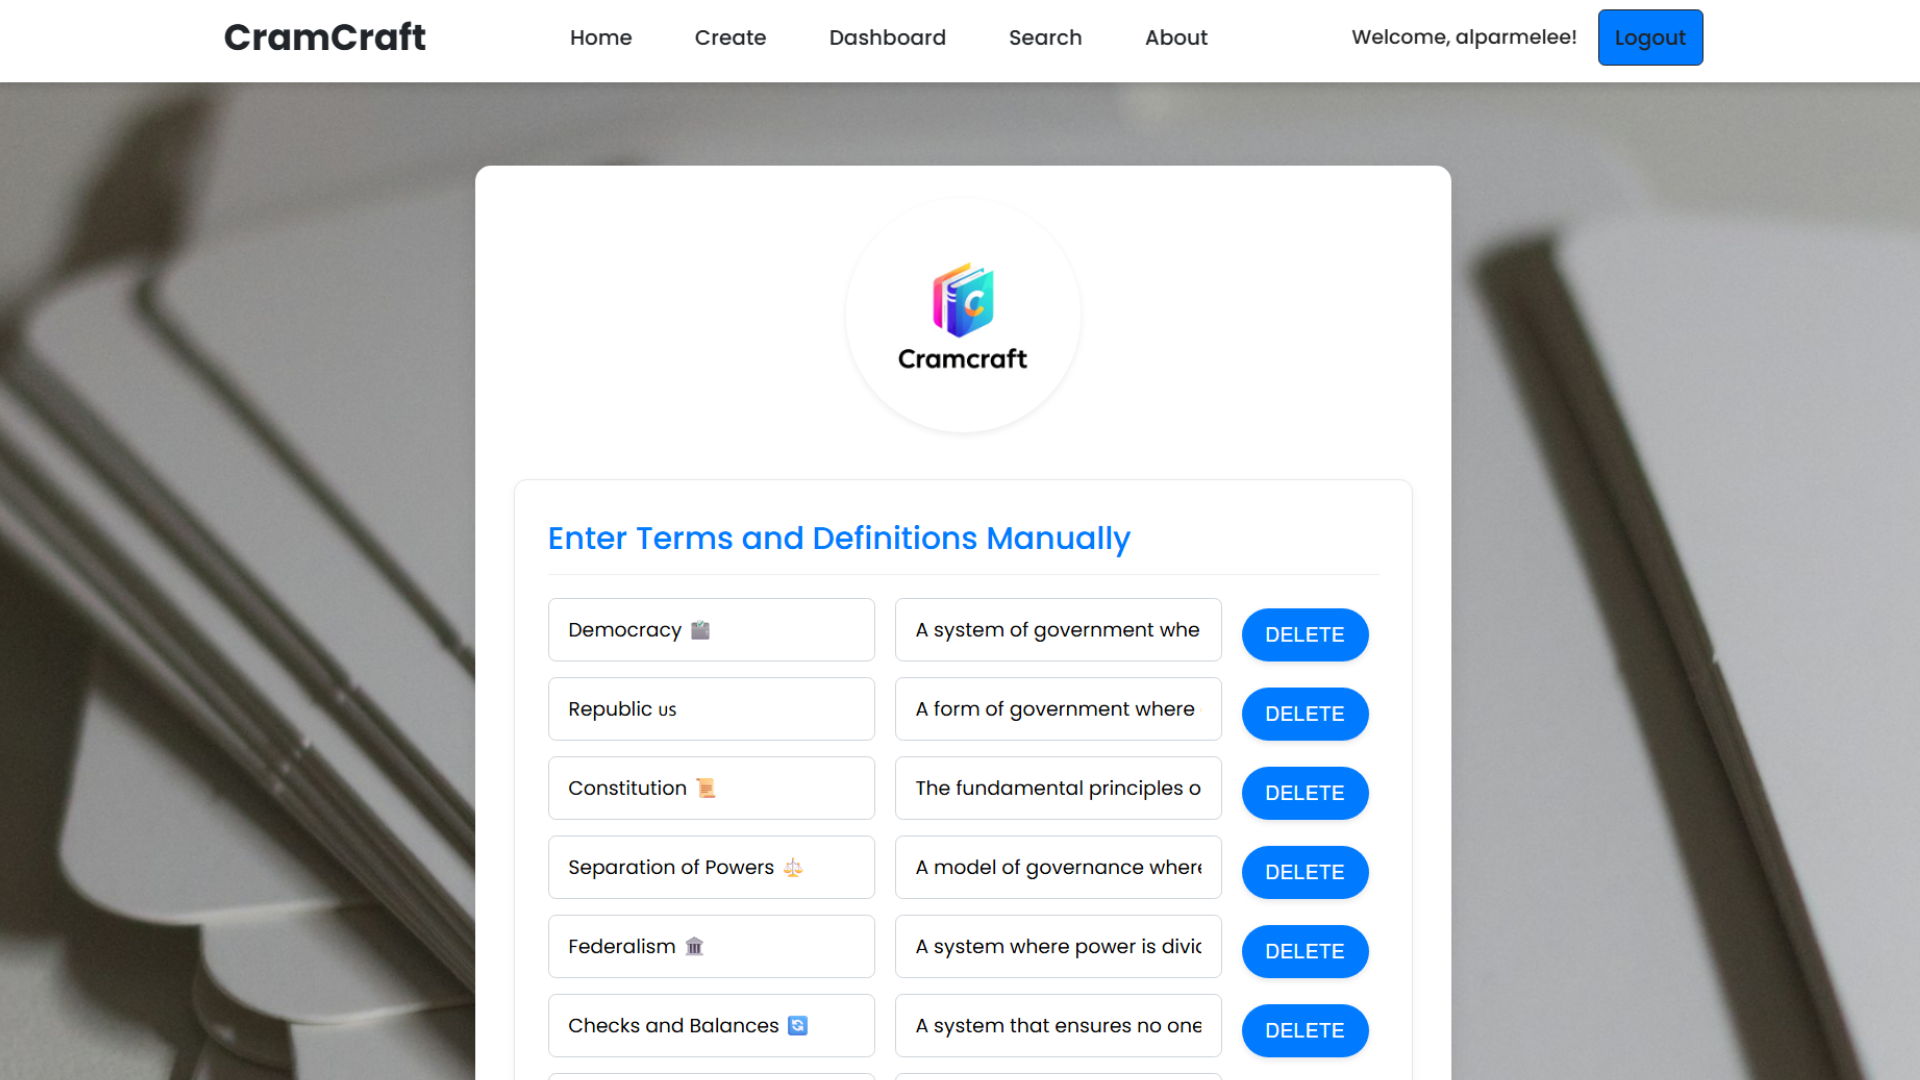 CramCraft Home Create Dashboard Search About Welcome, alparmelee! Logout
C
Cramcraft
Enter Terms and Definitions Manually
Democracy 🗳️ A system of government whe DELETE
Republic us A form of government where DELETE
Constitution 📜 The fundamental principles o DELETE
Separation of Powers ⚖️ A model of governance where DELETE
Federalism 🏛️ A system where power is divid DELETE
Checks and Balances 🔄 A system that ensures no one DELETE